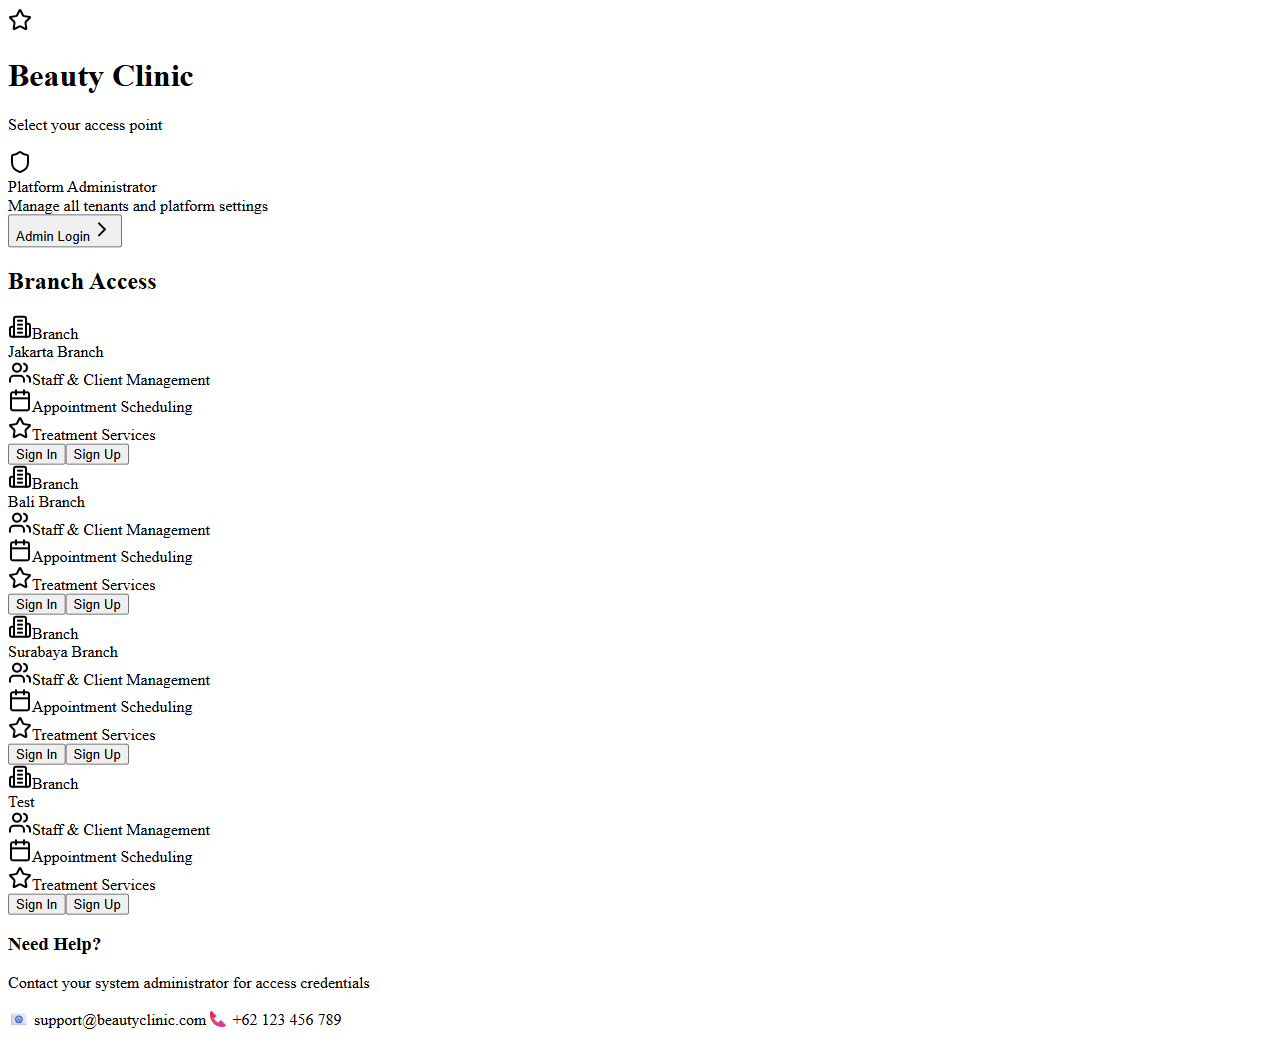 Beauty Clinic
Select your access point
Platform Administrator
Manage all tenants and platform settings
Admin Login
Branch Access
Branch
Jakarta Branch
Staff & Client Management
Appointment Scheduling
Treatment Services
Sign In Sign Up
Branch
Bali Branch
Staff & Client Management
Appointment Scheduling
Treatment Services
Sign In Sign Up
Branch
Surabaya Branch
Staff & Client Management
Appointment Scheduling
Treatment Services
Sign In Sign Up
Branch
Test
Staff & Client Management
Appointment Scheduling
Treatment Services
Sign In Sign Up
Need Help?
Contact your system administrator for access credentials
📧 support@beautyclinic.com 📞 +62 123 456 789